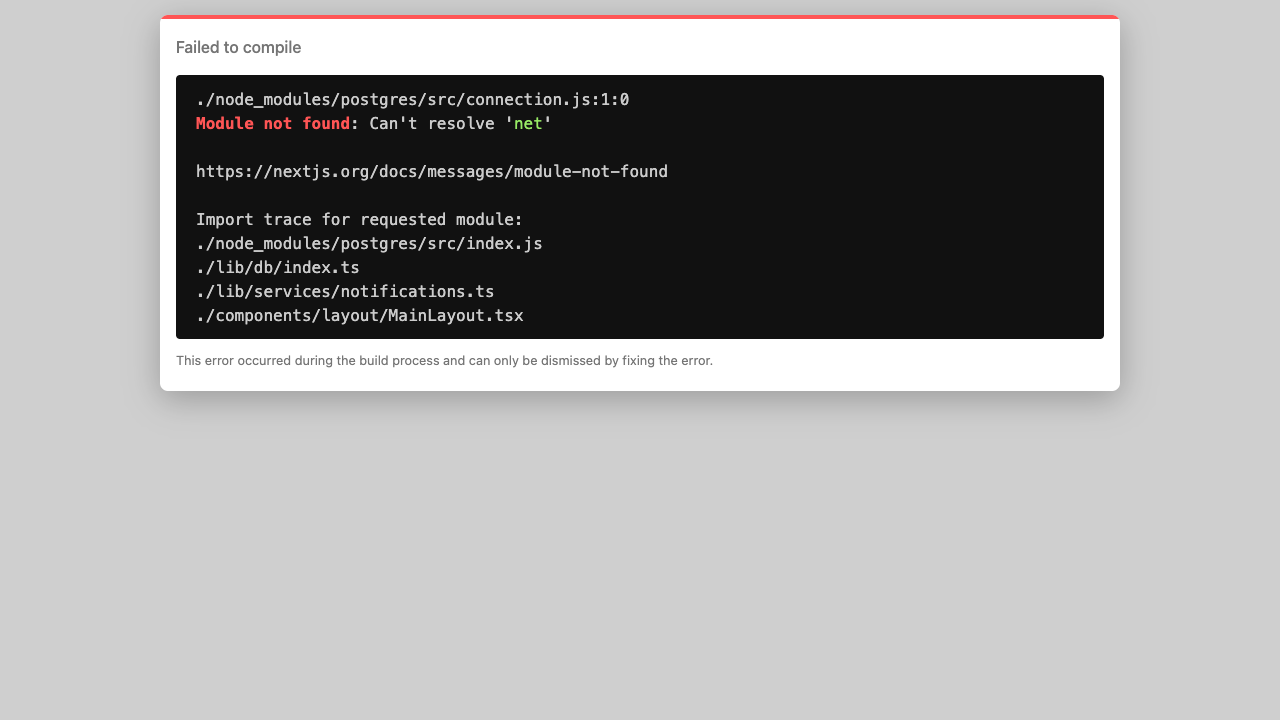 Failed to compile
./node_modules/postgres/src/connection.js:1:0
Module not found: Can't resolve 'net'
https://nextjs.org/docs/messages/module-not-found
Import trace for requested module:
./node_modules/postgres/src/index.js
./lib/db/index.ts
./lib/services/notifications.ts
./components/layout/MainLayout.tsx
This error occurred during the build process and can only be dismissed by fixing the error.